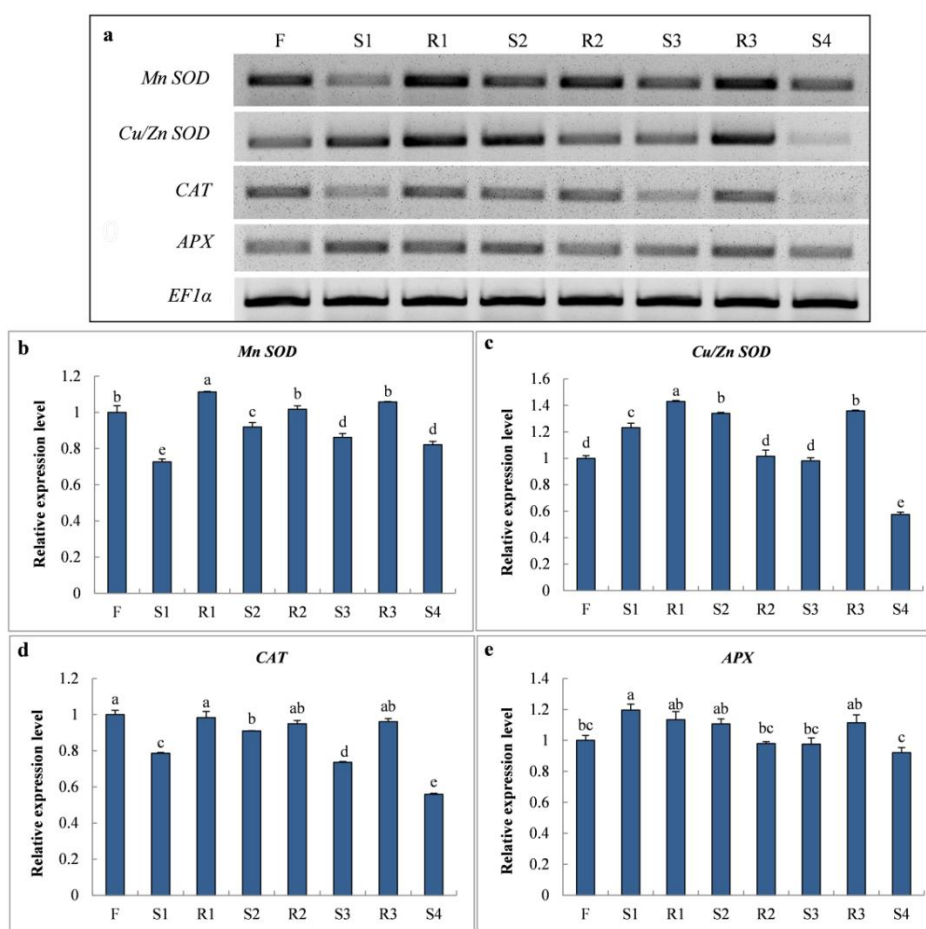 a
F S1 R1 S2 R2 S3 R3 S4
Mn SOD
Cu/Zn SOD
CAT
APX
EF1α
b
Mn SOD
Relative expression level
1.2
1
0.8
0.6
0.4
0.2
0
b e a c b d b d
F S1 R1 S2 R2 S3 R3 S4
c
Cu/Zn SOD
Relative expression level
1.6
1.4
1.2
1
0.8
0.6
0.4
0.2
0
d c a b d d b e
F S1 R1 S2 R2 S3 R3 S4
d
CAT
Relative expression level
1.2
1
0.8
0.6
0.4
0.2
0
a c a b ab d ab e
F S1 R1 S2 R2 S3 R3 S4
e
APX
Relative expression level
1.4
1.2
1
0.8
0.6
0.4
0.2
0
bc a ab ab bc bc ab c
F S1 R1 S2 R2 S3 R3 S4